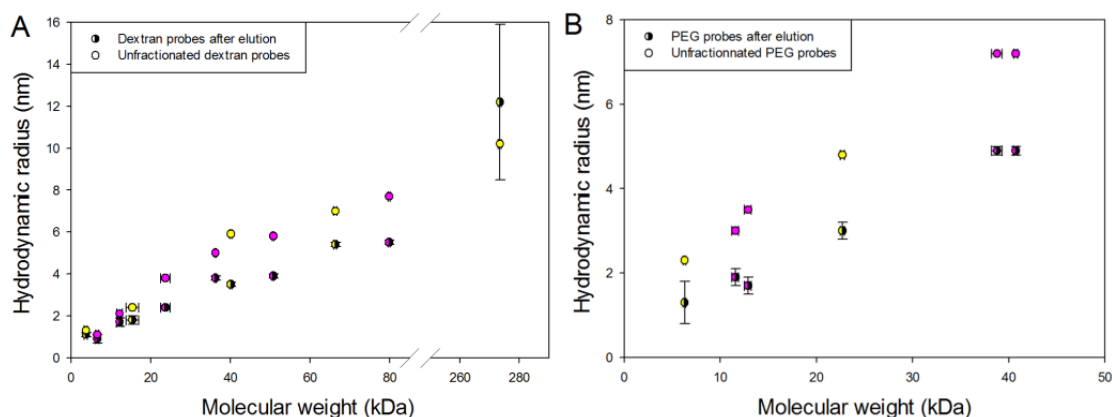 A
Dextran probes after elution
Unfractionated dextran probes
Hydrodynamic radius (nm)
16
14
12
10
8
6
4
2
0
0 20 40 60 80 260 280
Molecular weight (kDa)
B
PEG probes after elution
Unfractionnated PEG probes
Hydrodynamic radius (nm)
8
6
4
2
0
0 10 20 30 40 50
Molecular weight (kDa)